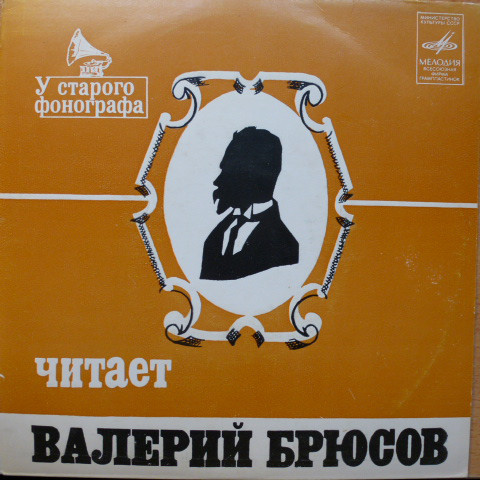 У старого
фонографа
МИНИСТЕРСТВО
КУЛЬТУРЫ СССР
МЕЛОДИЯ
ВСЕСОЮЗНАЯ
ФИРМА
ГРАМПЛАСТИНОК
читает
ВАЛЕРИЙ БРЮСОВ